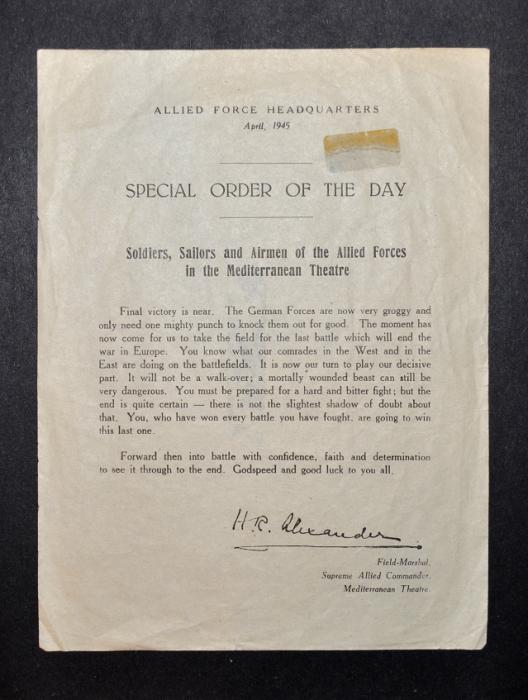 ALLIED FORCE HEADQUARTERS
April, 1945
SPECIAL ORDER OF THE DAY
Soldiers, Sailors and Airmen of the Allied Forces
in the Mediterranean Theatre
Final victory is near. The German Forces are now very groggy and
only need one mighty punch to knock them out for good. The moment has
now come for us to take the field for the last battle which will end the
war in Europe. You know what our comrades in the West and in the
East are doing on the battlefields. It is now our turn to play our decisive
part. It will not be a walk-over; a mortally wounded beast can still be
very dangerous. You must be prepared for a hard and bitter fight; but the
end is quite certain — there is not the slightest shadow of doubt about
that. You, who have won every battle you have fought, are going to win
this last one.
Forward then into battle with confidence, faith and determination
to see it through to the end. Godspeed and good luck to you all.
H.R. Alexander
Field-Marshal,
Supreme Allied Commander,
Mediterranean Theatre.